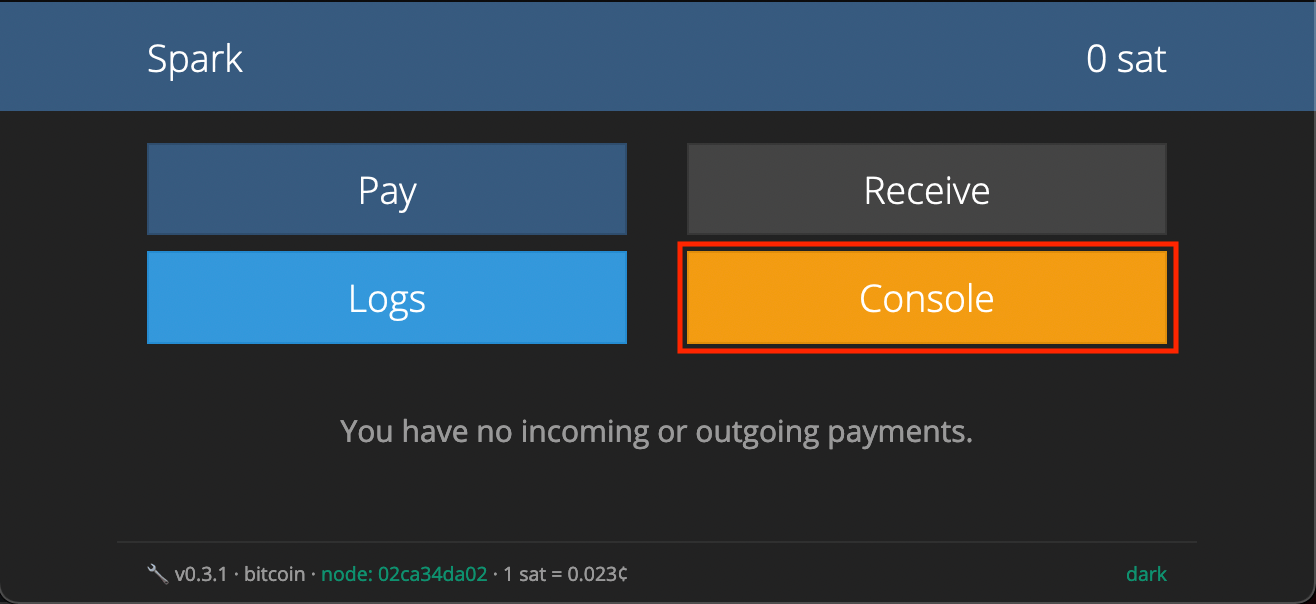 Spark 0 sat
Pay Receive
Logs Console
You have no incoming or outgoing payments.
v0.3.1 · bitcoin · node: 02ca34da02 · 1 sat = 0.023¢ dark